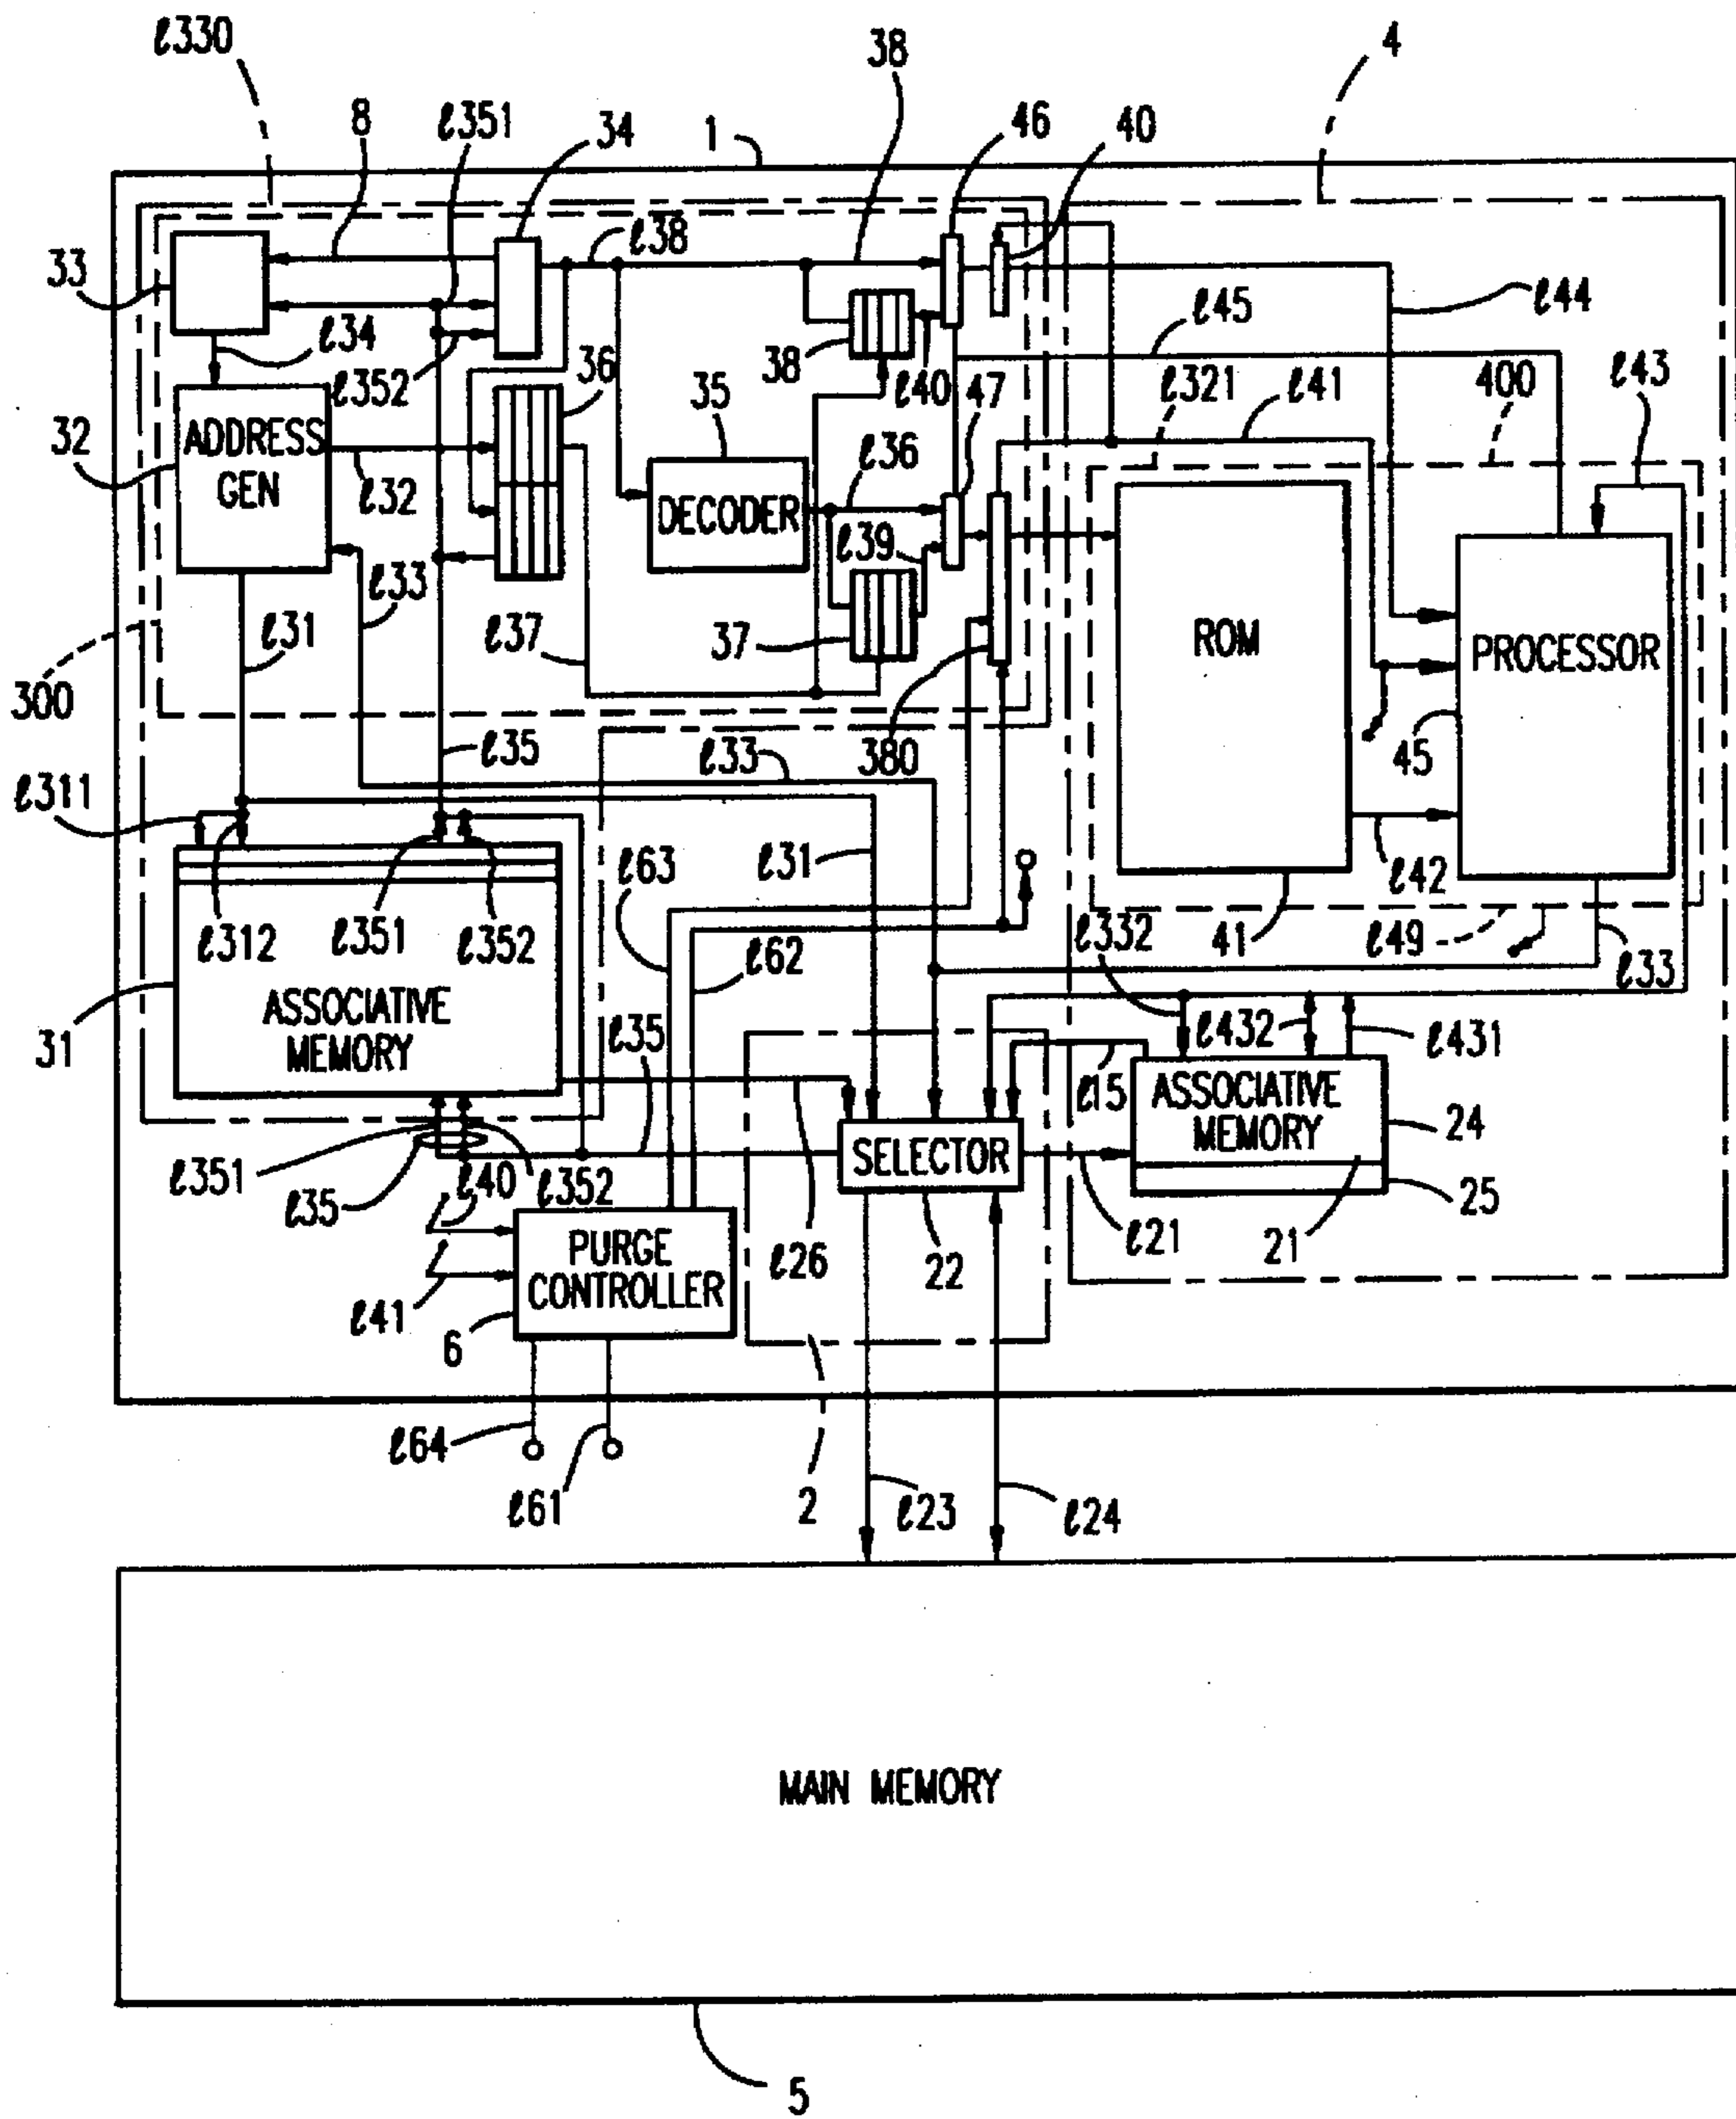 ℓ330
4
38
8
ℓ351
34
1
46
40
ℓ38
33
ℓ34
ℓ44
ℓ45
38
ℓ40
ℓ352
36
35
47
ℓ321
ℓ41
400
ℓ43
32
ADDRESS
GEN
ℓ32
DECODER
ℓ36
ℓ39
ROM
PROCESSOR
ℓ33
ℓ31
ℓ37
37
300
ℓ35
ℓ33
380
45
ℓ311
ℓ63
ℓ31
ℓ42
ℓ312
ℓ351
ℓ352
ℓ62
ℓ332
41
ℓ49
ℓ33
31
ASSOCIATIVE
MEMORY
ℓ35
ℓ432
ℓ431
ℓ15
ASSOCIATIVE
MEMORY
24
SELECTOR
ℓ351
ℓ35
ℓ40
ℓ352
25
PURGE
CONTROLLER
ℓ26
22
ℓ21
21
ℓ41
6
ℓ64
ℓ61
2
ℓ23
ℓ24
MAIN MEMORY
5